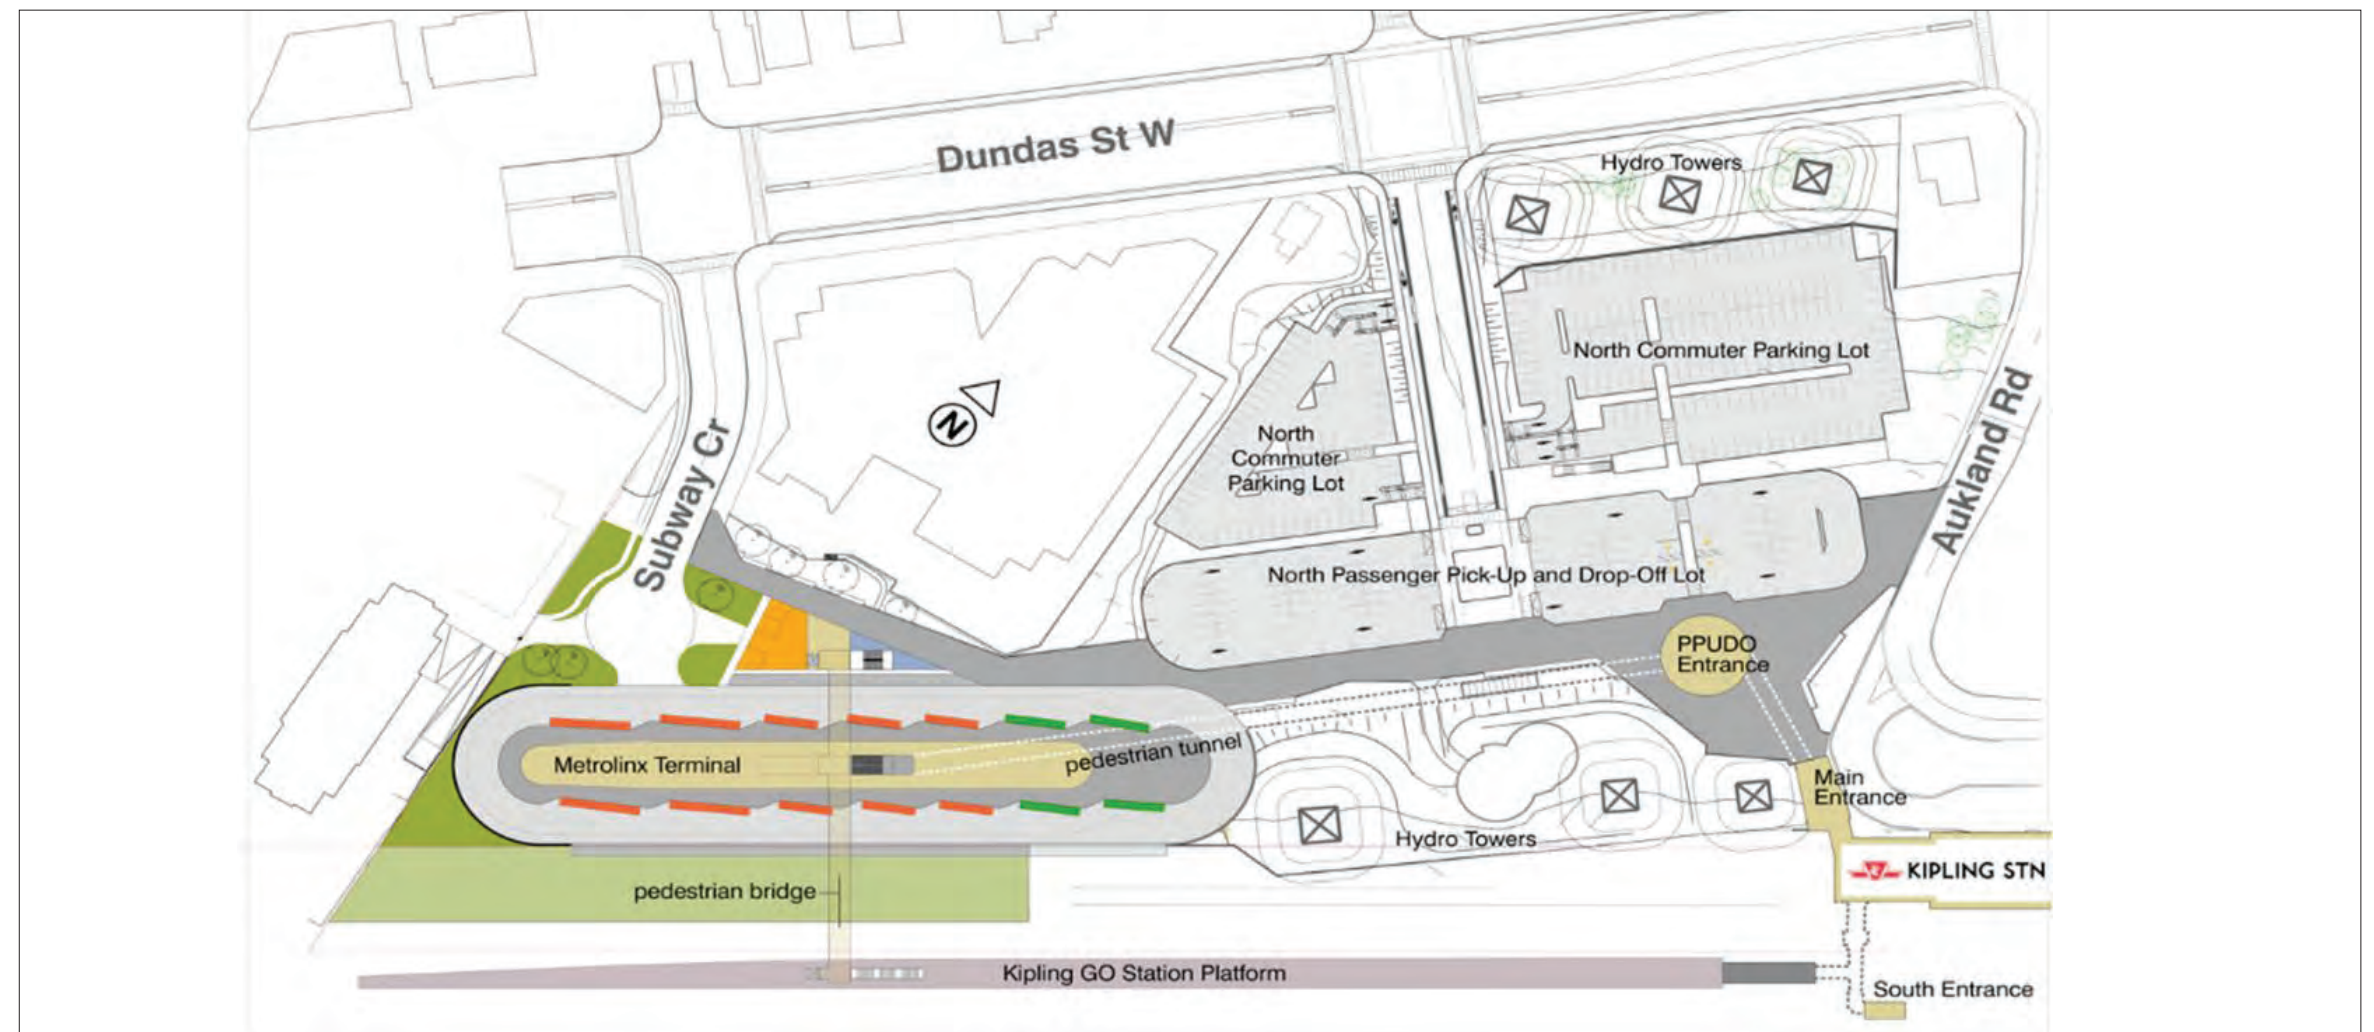 Dundas St W
Hydro Towers
North Commuter Parking Lot
N
North
Commuter
Parking Lot
Aukland Rd
Subway Cr
North Passenger Pick-Up and Drop-Off Lot
PPUDO
Entrance
Metrolinx Terminal
pedestrian tunnel
Main
Entrance
Hydro Towers
KIPLING STN
pedestrian bridge
Kipling GO Station Platform
South Entrance